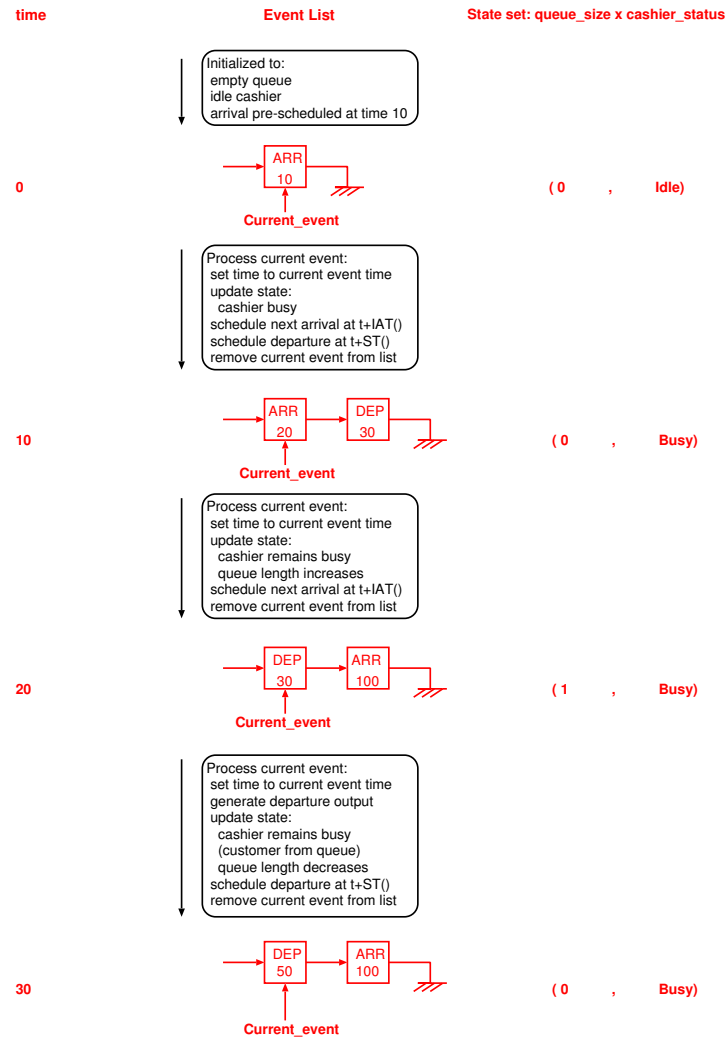 time Event List State set: queue_size x cashier_status
Initialized to:
empty queue
idle cashier
arrival pre-scheduled at time 10
ARR
10
0 ( 0 , Idle)
Current_event
Process current event:
set time to current event time
update state:
cashier busy
schedule next arrival at t+IAT()
schedule departure at t+ST()
remove current event from list
ARR DEP
20 30
10 ( 0 , Busy)
Current_event
Process current event:
set time to current event time
update state:
cashier remains busy
queue length increases
schedule next arrival at t+IAT()
remove current event from list
DEP ARR
30 100
20 ( 1 , Busy)
Current_event
Process current event:
set time to current event time
generate departure output
update state:
cashier remains busy
(customer from queue)
queue length decreases
schedule departure at t+ST()
remove current event from list
DEP ARR
50 100
30 ( 0 , Busy)
Current_event